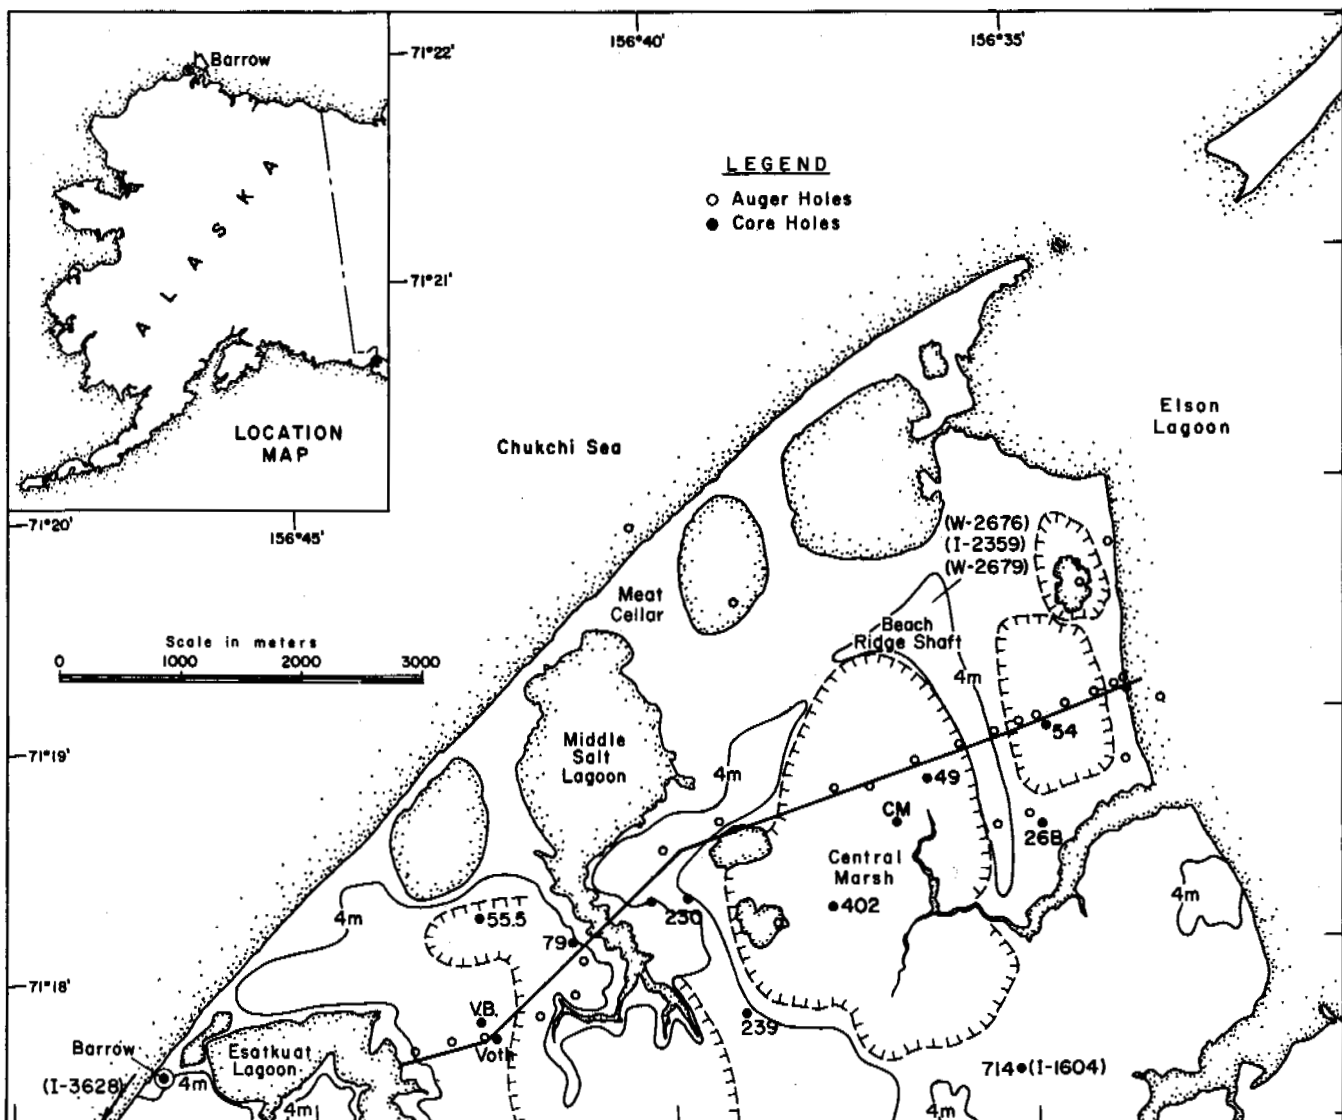 156°40'
156°35'
71°22'
Barrow
ALASKA
LEGEND
Auger Holes
Core Holes
71°21'
LOCATION
MAP
Chukchi Sea
Elson
Lagoon
71°20'
156°45'
(W-2676)
(I-2359)
(W-2679)
Meat
Cellar
Beach
Ridge Shaft
Scale in meters
0 1000 2000 3000
4m
54
71°19'
Middle
Salt
Lagoon
4m
49
CM
26B
Central
Marsh
4m
402
4m
55.5
230
79
71°18'
V.B.
239
Voth
Barrow
Esatkuat
Lagoon
(I-3628)
4m
714 (I-1604)
4m
4m